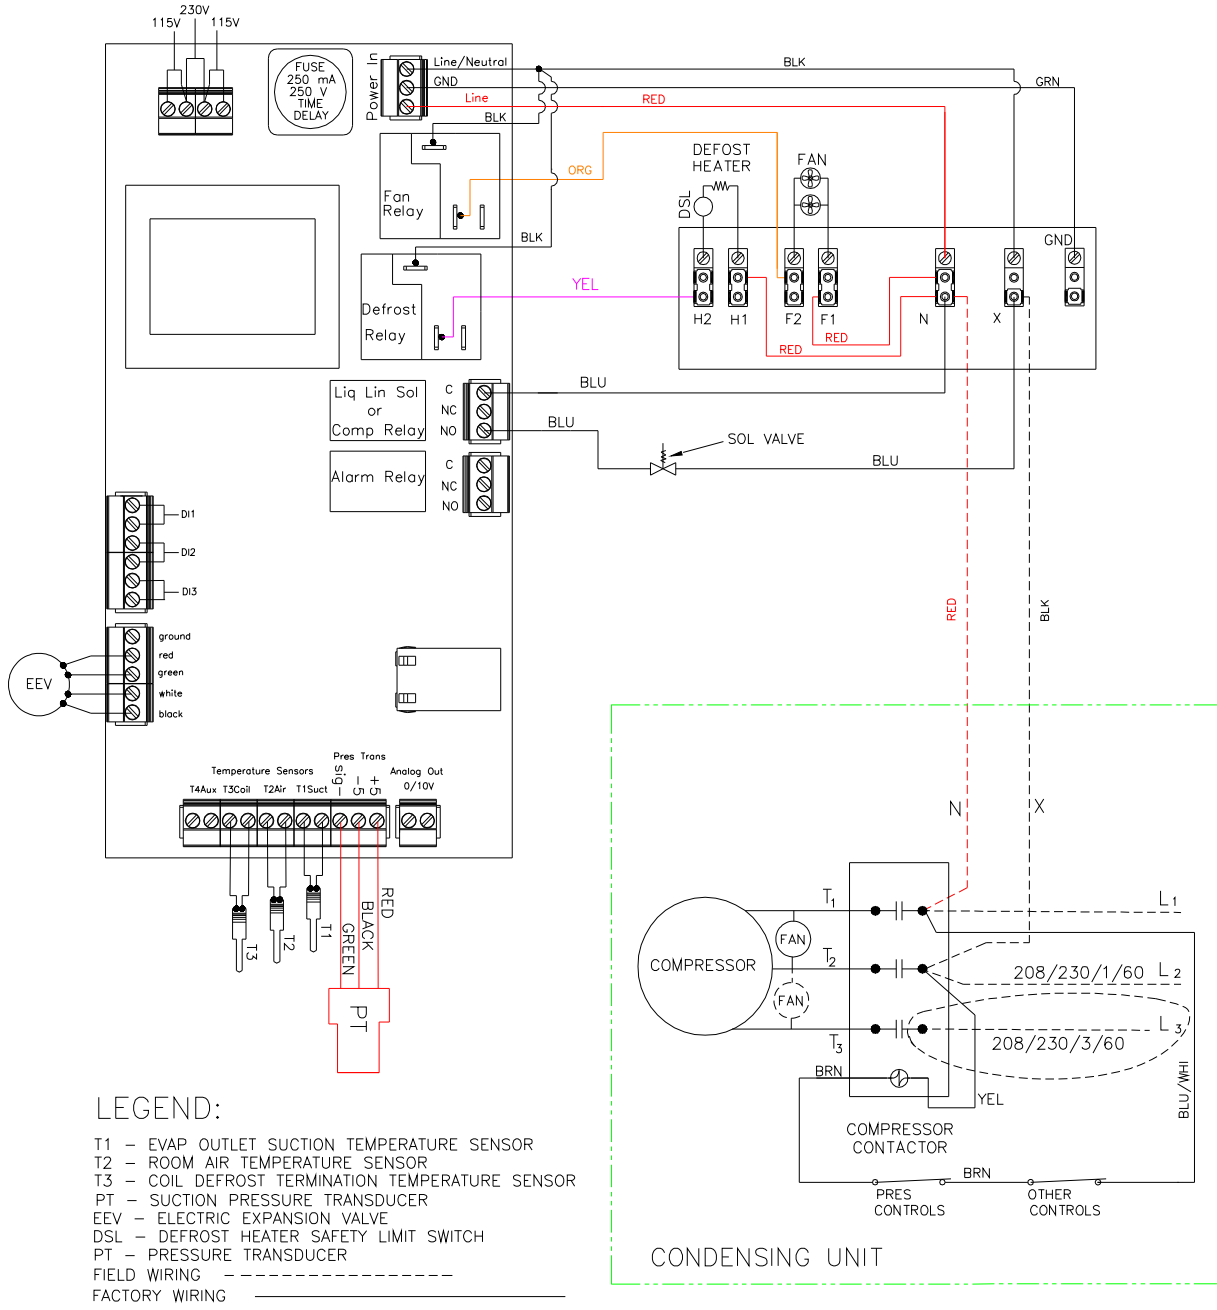 230V
115V
115V
FUSE
250 mA
250 V
TIME
DELAY
Power In
Line/Neutral
GND
Line
BLK
RED
BLK
GRN
ORG
Fan
Relay
BLK
DEFOST
HEATER
FAN
DSL
GND
YEL
Defrost
Relay
H2
H1
F2
F1
N
X
RED
RED
Liq Lin Sol
or
Comp Relay
C
NC
NO
BLU
BLU
SOL VALVE
BLU
Alarm Relay
C
NC
NO
DI1
DI2
DI3
RED
BLK
ground
red
green
white
black
EEV
Pres Trans
Temperature Sensors
sig-
-5
+5
Analog Out
0/10V
T4Aux
T3Coil
T2Air
T1Suct
N
X
T3
T2
T1
GREEN
BLACK
RED
PT
COMPRESSOR
FAN
FAN
T1
T2
T3
L1
208/230/1/60
L2
L3
208/230/3/60
BRN
YEL
BLU/WHI
COMPRESSOR
CONTACTOR
BRN
PRES
CONTROLS
OTHER
CONTROLS
CONDENSING UNIT
LEGEND:
T1 – EVAP OUTLET SUCTION TEMPERATURE SENSOR
T2 – ROOM AIR TEMPERATURE SENSOR
T3 – COIL DEFROST TERMINATION TEMPERATURE SENSOR
PT – SUCTION PRESSURE TRANSDUCER
EEV – ELECTRIC EXPANSION VALVE
DSL – DEFROST HEATER SAFETY LIMIT SWITCH
PT – PRESSURE TRANSDUCER
FIELD WIRING
FACTORY WIRING